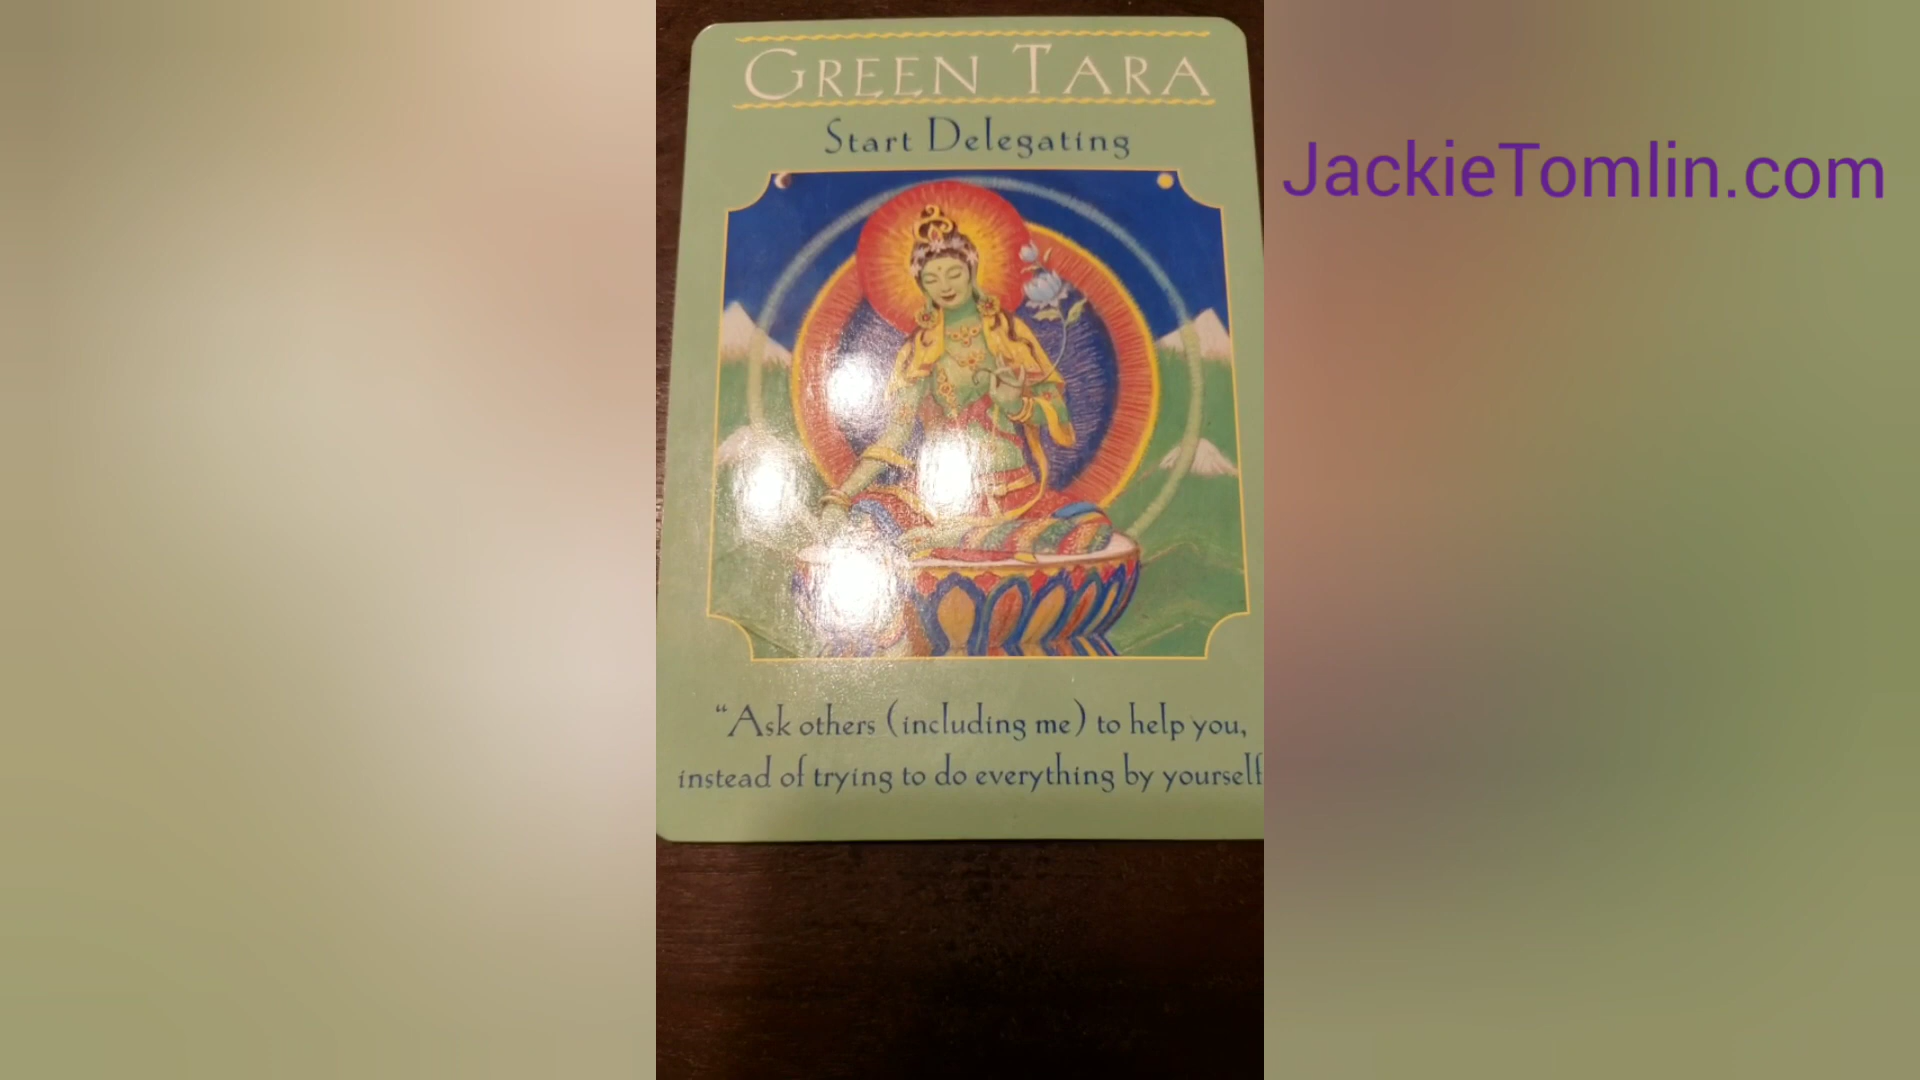 GREEN TARA
Start Delegating
JackieTomlin.com
“Ask others (including me) to help you,
instead of trying to do everything by yourself